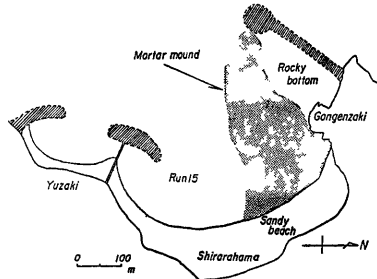 Mortar mound
Rocky
bottom
Gongenzaki
Yuzaki
Run15
Sandy
beach
Shirarahama
0 100
m
N